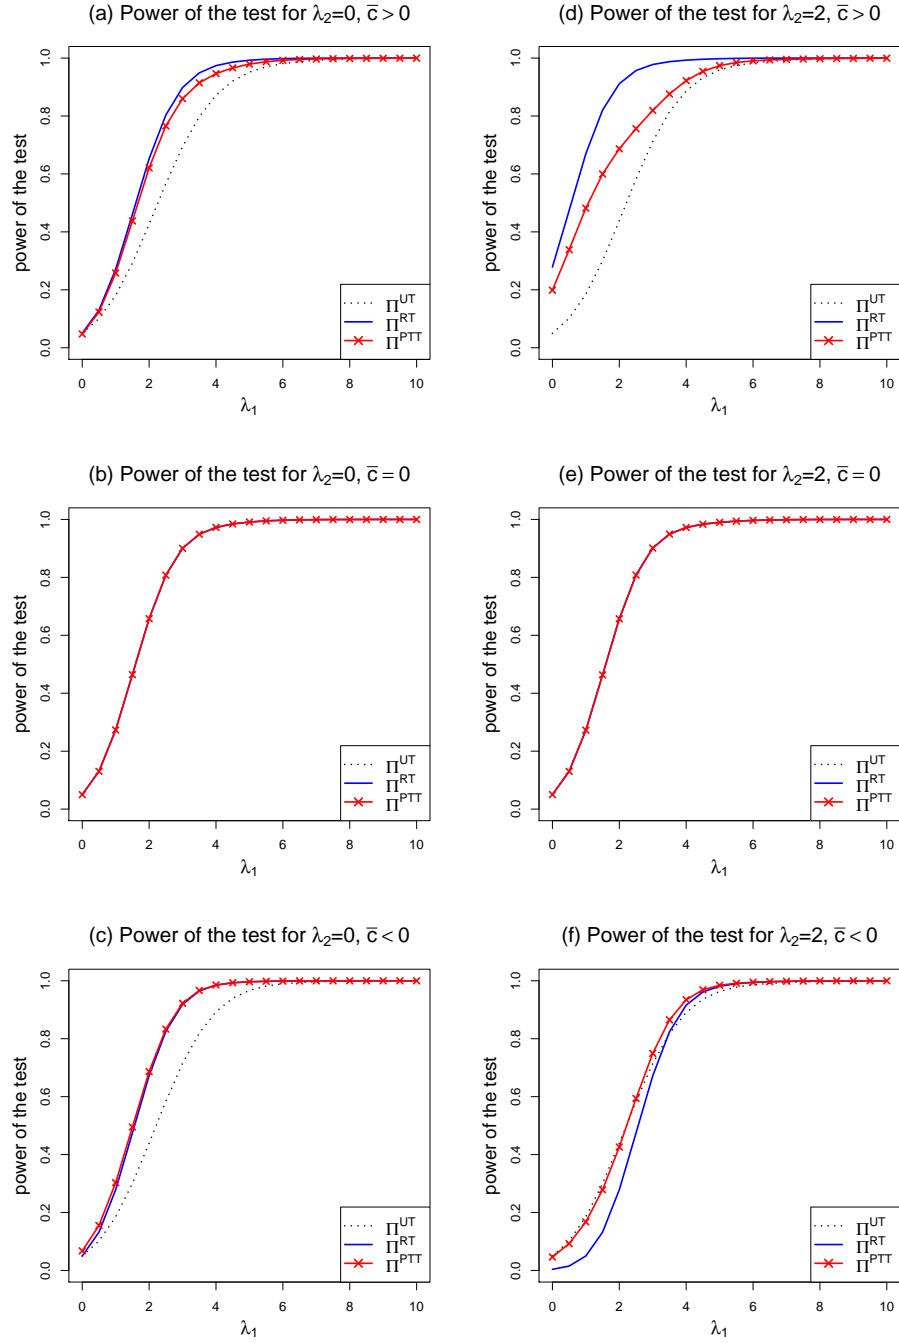 (a) Power of the test for λ₂=0, c̄ > 0
power of the test
0.0 0.2 0.4 0.6 0.8 1.0
0 2 4 6 8 10
λ₁
Π^UT
Π^RT
Π^PTT
(d) Power of the test for λ₂=2, c̄ > 0
power of the test
0.0 0.2 0.4 0.6 0.8 1.0
0 2 4 6 8 10
λ₁
Π^UT
Π^RT
Π^PTT
(b) Power of the test for λ₂=0, c̄ = 0
power of the test
0.0 0.2 0.4 0.6 0.8 1.0
0 2 4 6 8 10
λ₁
Π^UT
Π^RT
Π^PTT
(e) Power of the test for λ₂=2, c̄ = 0
power of the test
0.0 0.2 0.4 0.6 0.8 1.0
0 2 4 6 8 10
λ₁
Π^UT
Π^RT
Π^PTT
(c) Power of the test for λ₂=0, c̄ < 0
power of the test
0.0 0.2 0.4 0.6 0.8 1.0
0 2 4 6 8 10
λ₁
Π^UT
Π^RT
Π^PTT
(f) Power of the test for λ₂=2, c̄ < 0
power of the test
0.0 0.2 0.4 0.6 0.8 1.0
0 2 4 6 8 10
λ₁
Π^UT
Π^RT
Π^PTT